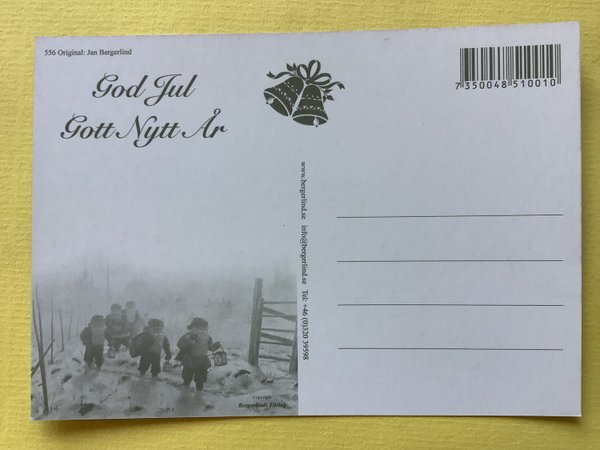 556 Original: Jan Bergerlind
God Jul
Gott Nytt År
7 350048 510010
www.bergerlind.se info@bergerlind.se Tel: +46 (0)320 39598
Copyright
Bergerlinds Förlag